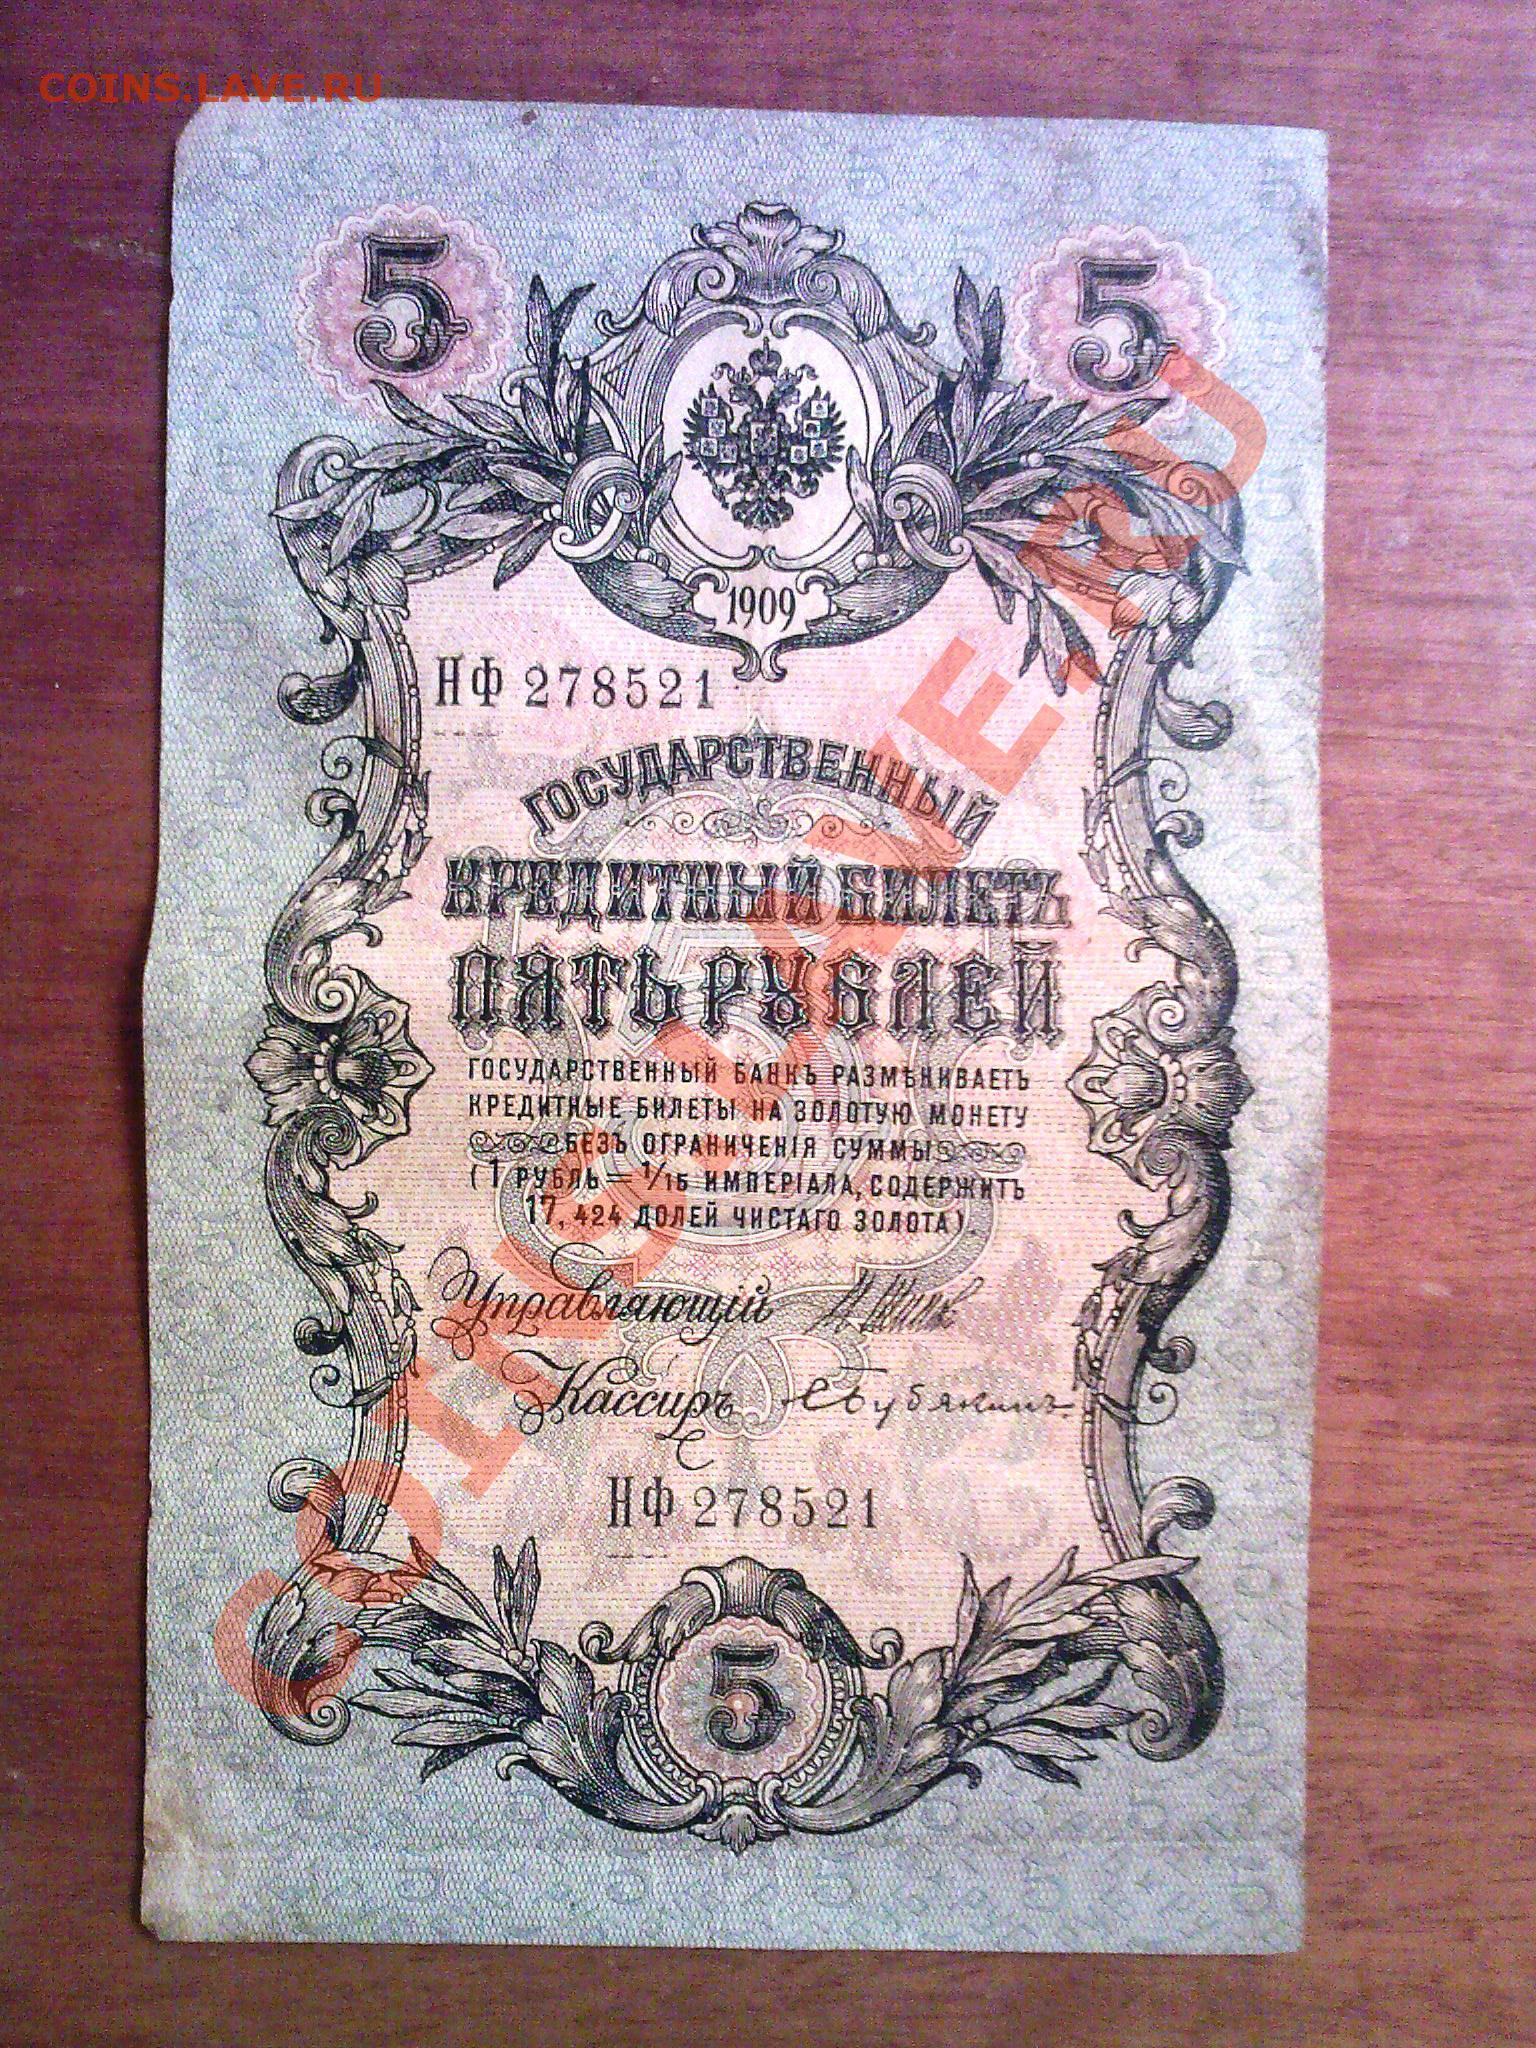 COINS.LAVE.RU
5 5
1909
НФ 278521
ГОСУДАРСТВЕННЫЙ
КРЕДИТНЫЙ БИЛЕТЪ
ПЯТЬ РУБЛЕЙ
ГОСУДАРСТВЕННЫЙ БАНКЪ РАЗМѢНИВАЕТЪ
КРЕДИТНЫЕ БИЛЕТЫ НА ЗОЛОТУЮ МОНЕТУ
БЕЗЪ ОГРАНИЧЕНІЯ СУММЫ
(1 РУБЛЬ = 1/15 ИМПЕРІАЛА, СОДЕРЖИТЪ
17,424 ДОЛЕЙ ЧИСТАГО ЗОЛОТА)
Управляющій
Кассиръ Бубякинъ
НФ 278521
5
COINS.LAVE.RU